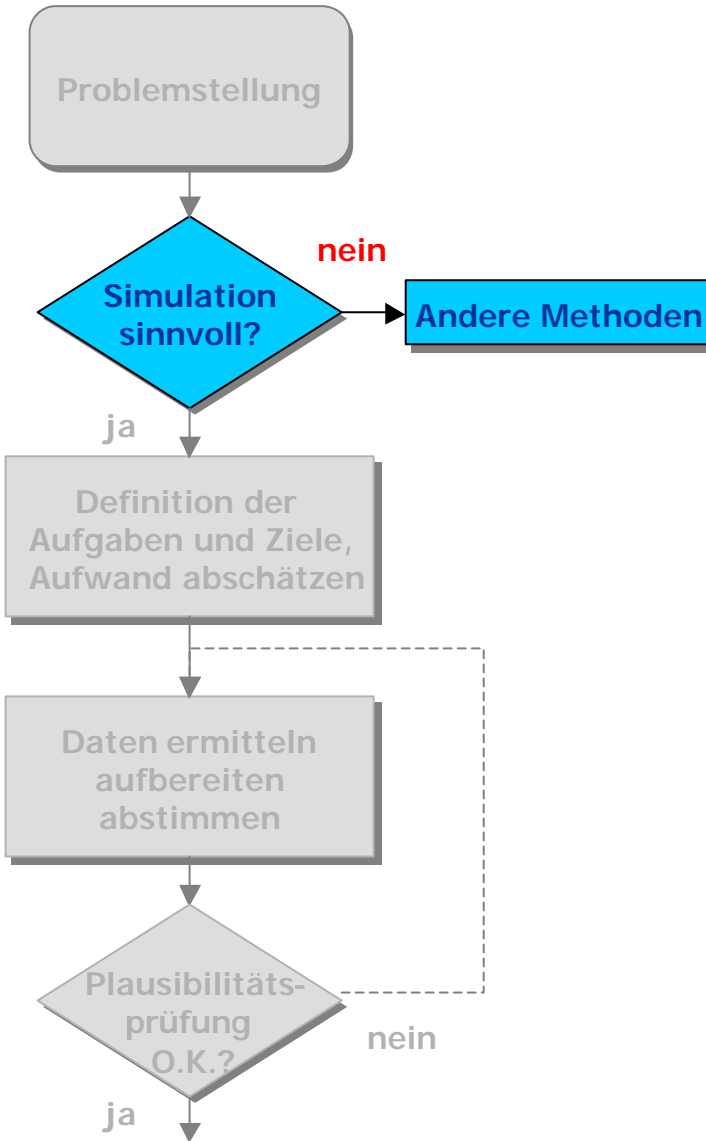 Problemstellung
nein
Simulation
sinnvoll?
Andere Methoden
ja
Definition der
Aufgaben und Ziele,
Aufwand abschätzen
Daten ermitteln
aufbereiten
abstimmen
Plausibilitäts-
prüfung
O.K.?
nein
ja